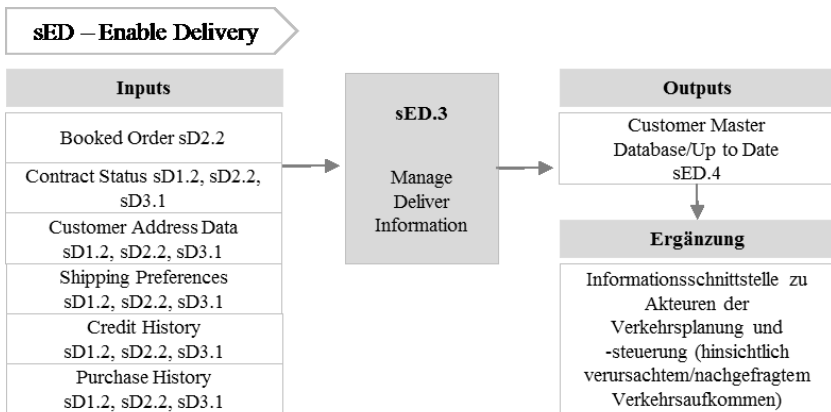 sED – Enable Delivery
Inputs
Booked Order sD2.2
Contract Status sD1.2, sD2.2,
sD3.1
Customer Address Data
sD1.2, sD2.2, sD3.1
Shipping Preferences
sD1.2, sD2.2, sD3.1
Credit History
sD1.2, sD2.2, sD3.1
Purchase History
sD1.2, sD2.2, sD3.1
sED.3
Manage
Deliver
Information
Outputs
Customer Master
Database/Up to Date
sED.4
Ergänzung
Informationsschnittstelle zu
Akteuren der
Verkehrsplanung und
-steuerung (hinsichtlich
verursachtem/nachgefragtem
Verkehrsaufkommen)